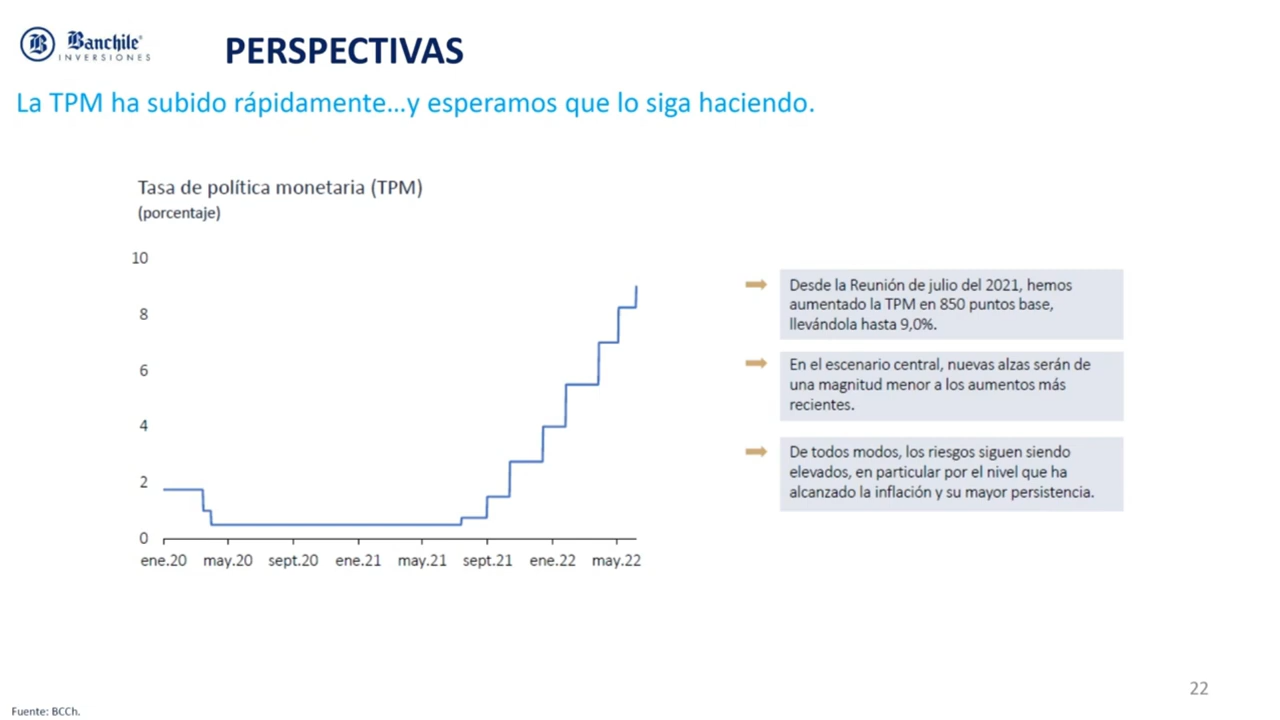 Banchile
INVERSIONES
PERSPECTIVAS
La TPM ha subido rápidamente...y esperamos que lo siga haciendo.
Tasa de política monetaria (TPM)
(porcentaje)
10
8
6
4
2
0
ene.20 may.20 sept.20 ene.21 may.21 sept.21 ene.22 may.22
Desde la Reunión de julio del 2021, hemos
aumentado la TPM en 850 puntos base,
llevándola hasta 9,0%.
En el escenario central, nuevas alzas serán de
una magnitud menor a los aumentos más
recientes.
De todos modos, los riesgos siguen siendo
elevados, en particular por el nivel que ha
alcanzado la inflación y su mayor persistencia.
22
Fuente: BCCh.